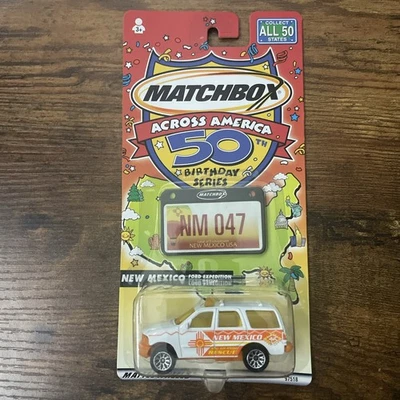 3+
COLLECT
ALL 50
STATES
MATCHBOX
ACROSS AMERICA
50TH
BIRTHDAY
SERIES
MATCHBOX
NM 047
NEW MEXICO USA
NEW MEXICO FORD EXPEDITION
NEW MEXICO
RESCUE